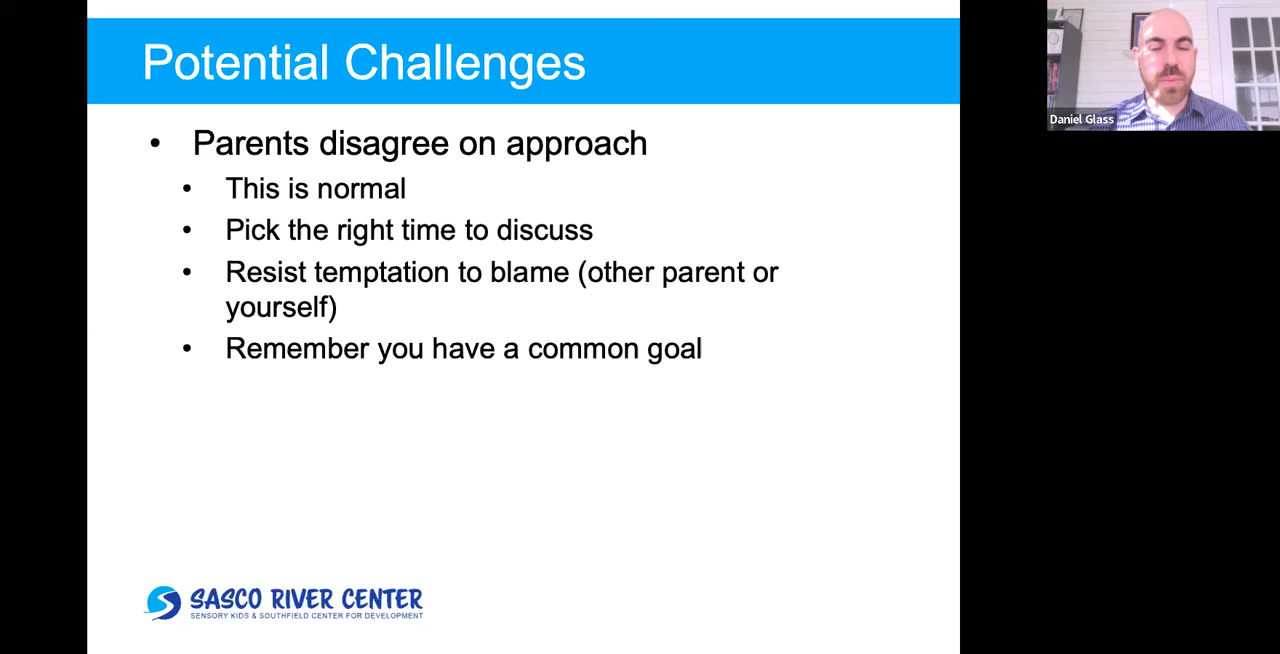 Potential Challenges
Daniel Glass
• Parents disagree on approach
• This is normal
• Pick the right time to discuss
• Resist temptation to blame (other parent or
yourself)
• Remember you have a common goal
SASCO RIVER CENTER
SENSORY KIDS & SOUTHFIELD CENTER FOR DEVELOPMENT